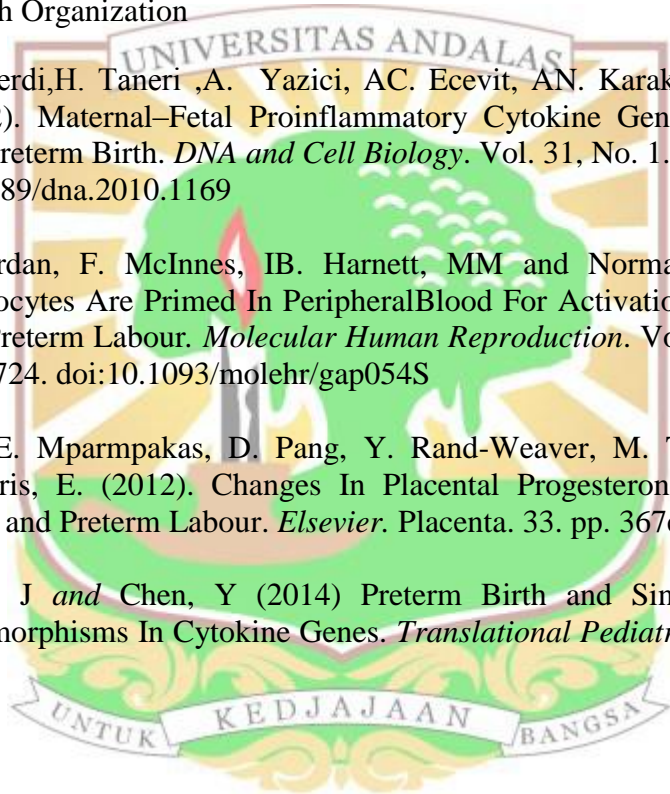 h Organization
UNIVERSITAS ANDALAS
erdi,H. Taneri ,A. Yazici, AC. Ecevit, AN. Karak
2). Maternal–Fetal Proinflammatory Cytokine Gen
reterm Birth. DNA and Cell Biology. Vol. 31, No. 1.
89/dna.2010.1169
rdan, F. McInnes, IB. Harnett, MM and Norma
ocytes Are Primed In PeripheralBlood For Activatio
Preterm Labour. Molecular Human Reproduction. Vo
724. doi:10.1093/molehr/gap054S
E. Mparmpakas, D. Pang, Y. Rand-Weaver, M. T
ris, E. (2012). Changes In Placental Progesteron
and Preterm Labour. Elsevier. Placenta. 33. pp. 367
J and Chen, Y (2014) Preterm Birth and Sin
morphisms In Cytokine Genes. Translational Pediatr
UNTUK KEDJAJAAN BANGSA